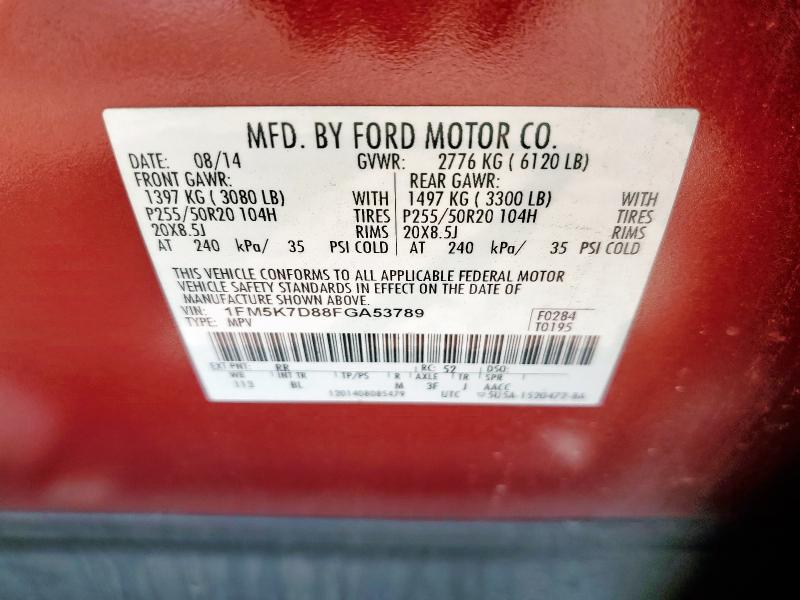 MFD. BY FORD MOTOR CO.
DATE: 08/14 GVWR: 2776 KG ( 6120 LB)
FRONT GAWR: REAR GAWR:
1397 KG ( 3080 LB) WITH 1497 KG ( 3300 LB) WITH
P255/50R20 104H TIRES P255/50R20 104H TIRES
20X8.5J RIMS 20X8.5J RIMS
AT 240 kPa/ 35 PSI COLD AT 240 kPa/ 35 PSI COLD
THIS VEHICLE CONFORMS TO ALL APPLICABLE FEDERAL MOTOR
VEHICLE SAFETY STANDARDS IN EFFECT ON THE DATE OF
MANUFACTURE SHOWN ABOVE.
VIN: 1FM5K7D88FGA53789 F0284
TYPE: MPV T0195
EXT PNT: RR RC: 52 DSO:
WB INT TR TP/PS R AXLE TR SPR
113 BL M 3F J AACC
1201408085479 UTC